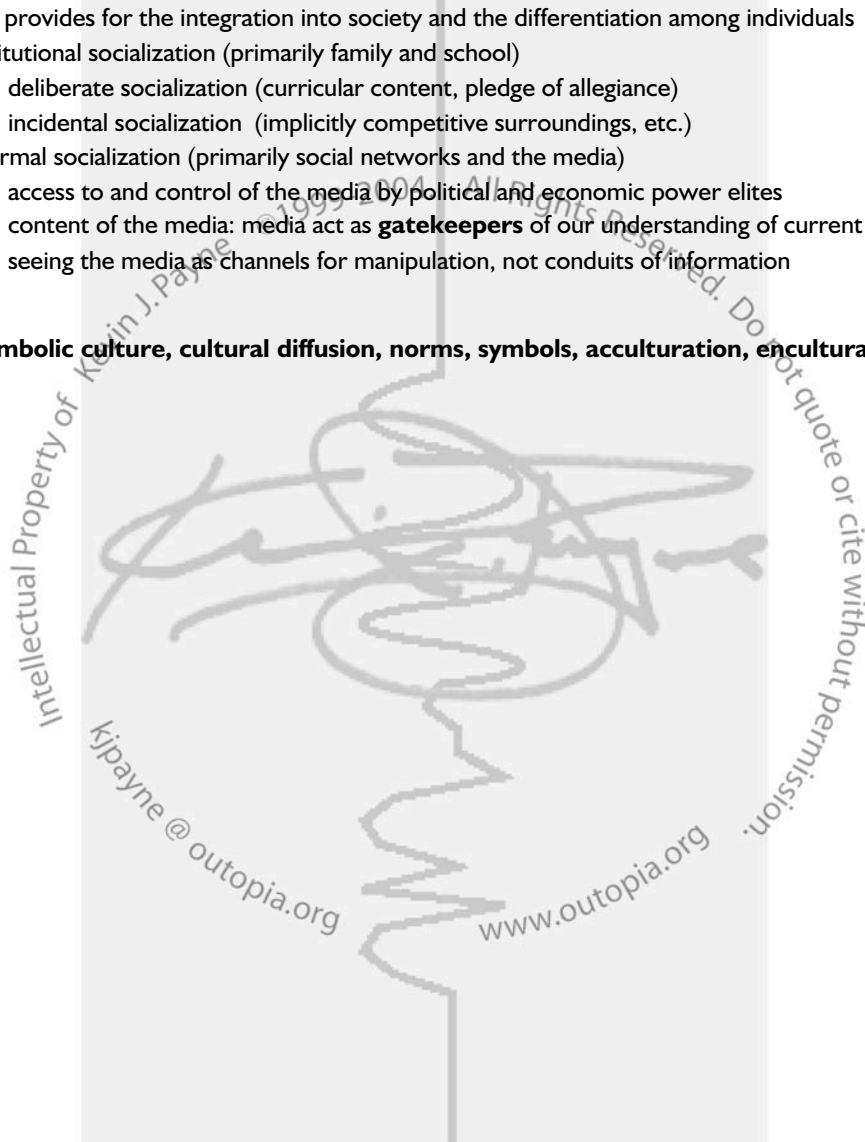 provides for the integration into society and the differentiation among individuals
itutional socialization (primarily family and school)
deliberate socialization (curricular content, pledge of allegiance)
incidental socialization (implicitly competitive surroundings, etc.)
rmal socialization (primarily social networks and the media)
access to and control of the media by political and economic power elites
content of the media: media act as gatekeepers of our understanding of current
seeing the media as channels for manipulation, not conduits of information
mbolic culture, cultural diffusion, norms, symbols, acculturation, encultura
Intellectual Property of Kevin J. Payne ©1999-2004 All Rights Reserved. Do not quote or cite without permission.
kjpayne @ outopia.org
www.outopia.org